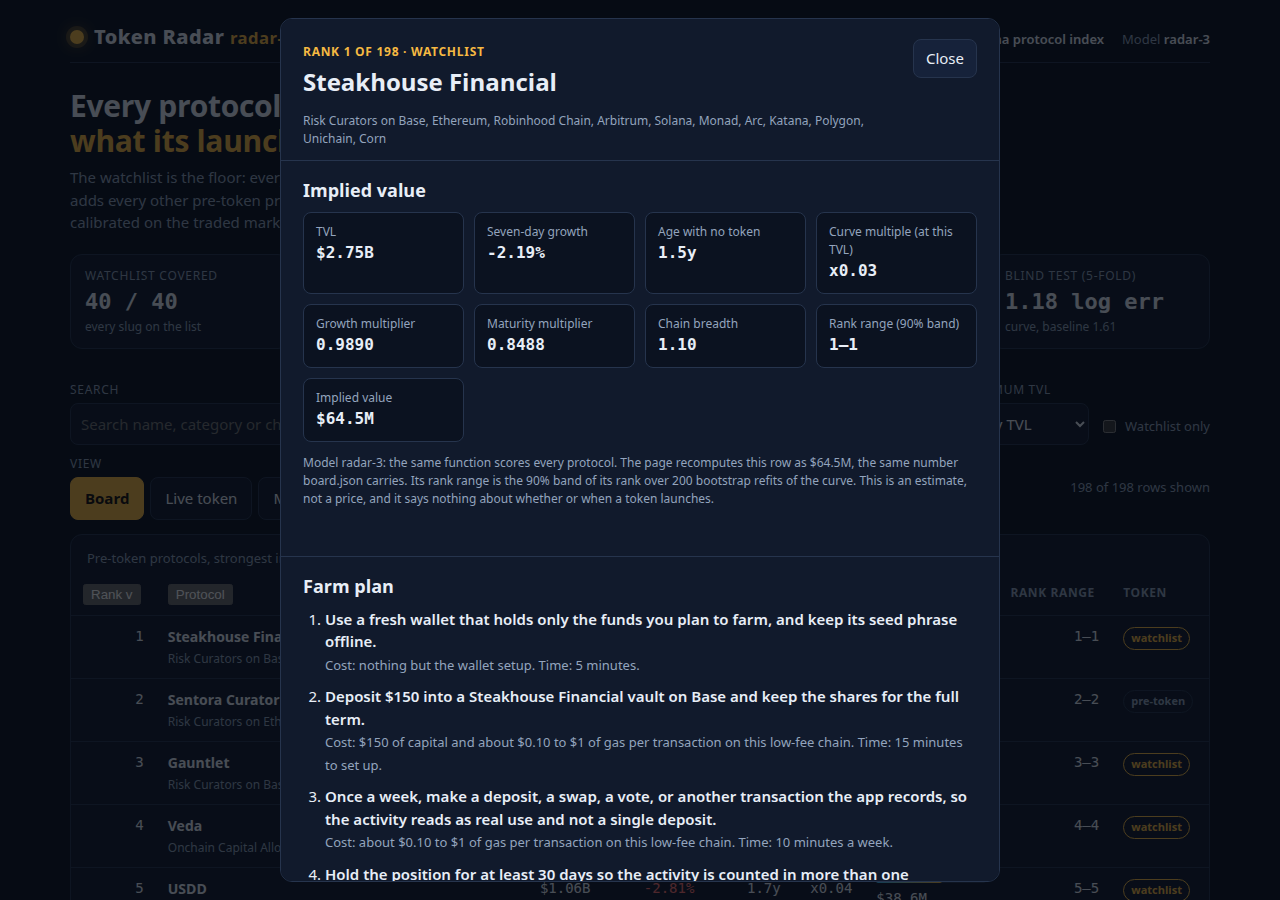 Token Radar radar-
RANK 1 OF 198 · WATCHLIST
Steakhouse Financial
Close
Risk Curators on Base, Ethereum, Robinhood Chain, Arbitrum, Solana, Monad, Arc, Katana, Polygon,
Unichain, Corn
protocol index Model radar-3
Every protocol
what its launc
The watchlist is the floor: ever
adds every other pre-token pr
calibrated on the traded mark
Implied value
TVL
$2.75B
Seven-day growth
-2.19%
Age with no token
1.5y
Curve multiple (at this
TVL)
x0.03
Growth multiplier
0.9890
Maturity multiplier
0.8488
Chain breadth
1.10
Rank range (90% band)
1–1
Implied value
$64.5M
Model radar-3: the same function scores every protocol. The page recomputes this row as $64.5M, the same number
board.json carries. Its rank range is the 90% band of its rank over 200 bootstrap refits of the curve. This is an estimate,
not a price, and it says nothing about whether or when a token launches.
Farm plan
1. Use a fresh wallet that holds only the funds you plan to farm, and keep its seed phrase
offline.
Cost: nothing but the wallet setup. Time: 5 minutes.
2. Deposit $150 into a Steakhouse Financial vault on Base and keep the shares for the full
term.
Cost: $150 of capital and about $0.10 to $1 of gas per transaction on this low-fee chain. Time: 15 minutes
to set up.
3. Once a week, make a deposit, a swap, a vote, or another transaction the app records, so
the activity reads as real use and not a single deposit.
Cost: about $0.10 to $1 of gas per transaction on this low-fee chain. Time: 10 minutes a week.
4. Hold the position for at least 30 days so the activity is counted in more than one
WATCHLIST COVERED
40 / 40
every slug on the list
BLIND TEST (5-FOLD)
1.18 log err
curve, baseline 1.61
SEARCH
Search name, category or ch
MUM TVL
TVL
Watchlist only
VIEW
Board
Live token
M
198 of 198 rows shown
Pre-token protocols, strongest i
Rank v
Protocol
RANK RANGE
TOKEN
1 Steakhouse Fina 1–1 watchlist
Risk Curators on Bas
2 Sentora Curator 2–2 pre-token
Risk Curators on Eth
3 Gauntlet 3–3 watchlist
Risk Curators on Bas
4 Veda 4–4 watchlist
Onchain Capital Allo
5 USDD $1.06B -2.81% 1.7y x0.04 $38.6M 5–5 watchlist